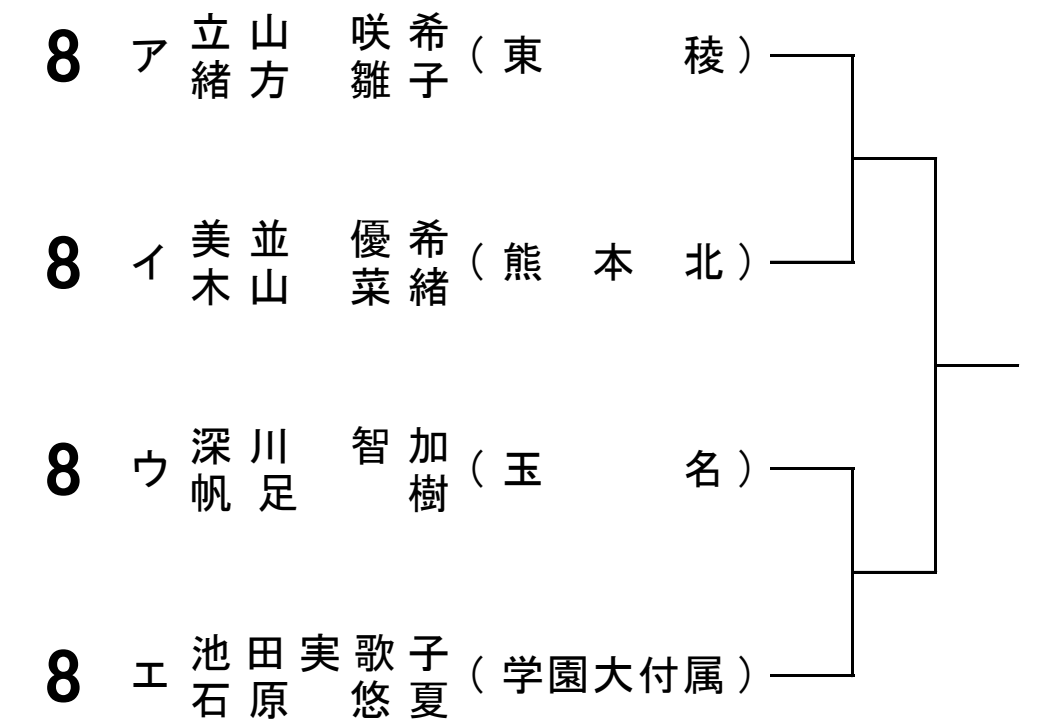 8 ア 立山 咲希 (東 稜)
緒方 雛子
8 イ 美並 優希 (熊 本 北)
木山 菜緒
8 ウ 深川 智加 (玉 名)
帆足 樹
8 エ 池田実歌子 (学園大付属)
石原 悠夏